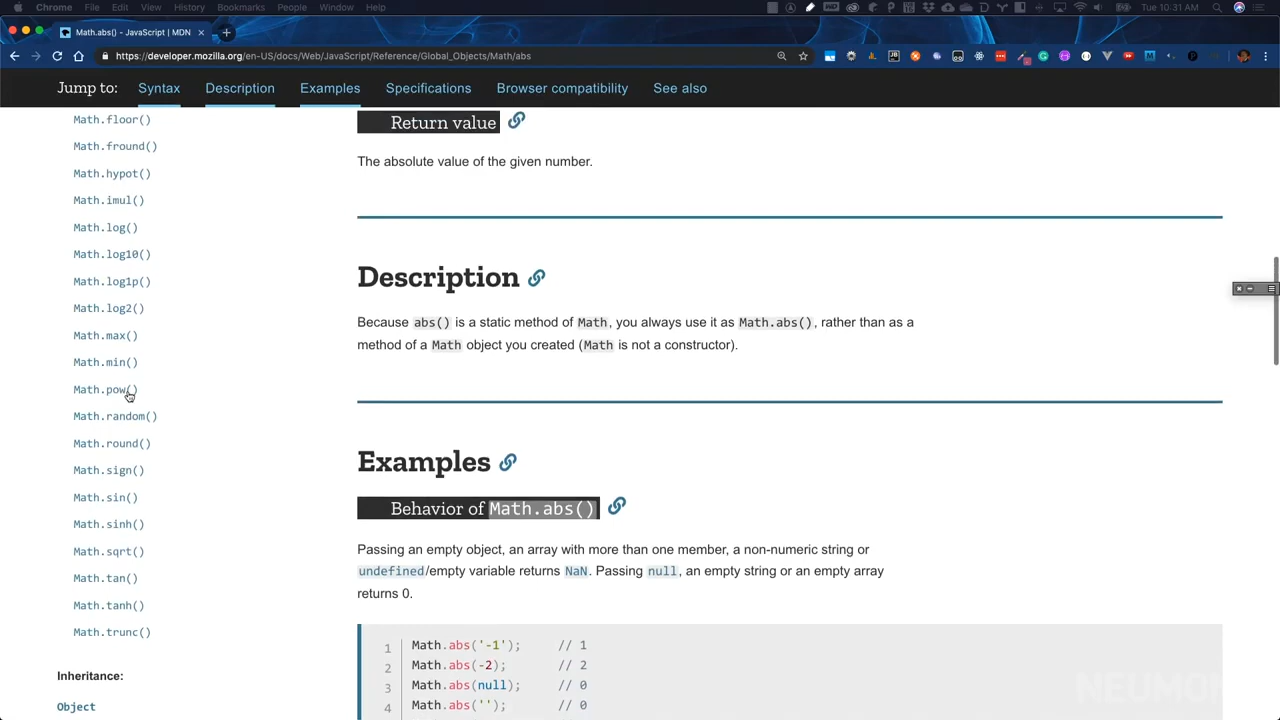 Chrome File Edit View History Bookmarks People Window Help
Tue 10:31 AM
Math.abs() - JavaScript | MDN
https://developer.mozilla.org/en-US/docs/Web/JavaScript/Reference/Global_Objects/Math/abs
Jump to: Syntax Description Examples Specifications Browser compatibility See also
Math.floor()
Math.fround()
Math.hypot()
Math.imul()
Math.log()
Math.log10()
Math.log1p()
Math.log2()
Math.max()
Math.min()
Math.pow()
Math.random()
Math.round()
Math.sign()
Math.sin()
Math.sinh()
Math.sqrt()
Math.tan()
Math.tanh()
Math.trunc()
Inheritance:
Object
Return value
The absolute value of the given number.
Description
Because abs() is a static method of Math, you always use it as Math.abs(), rather than as a
method of a Math object you created (Math is not a constructor).
Examples
Behavior of Math.abs()
Passing an empty object, an array with more than one member, a non-numeric string or
undefined/empty variable returns NaN. Passing null, an empty string or an empty array
returns 0.
1 Math.abs('-1'); // 1
2 Math.abs(-2); // 2
3 Math.abs(null); // 0
4 Math.abs(''); // 0